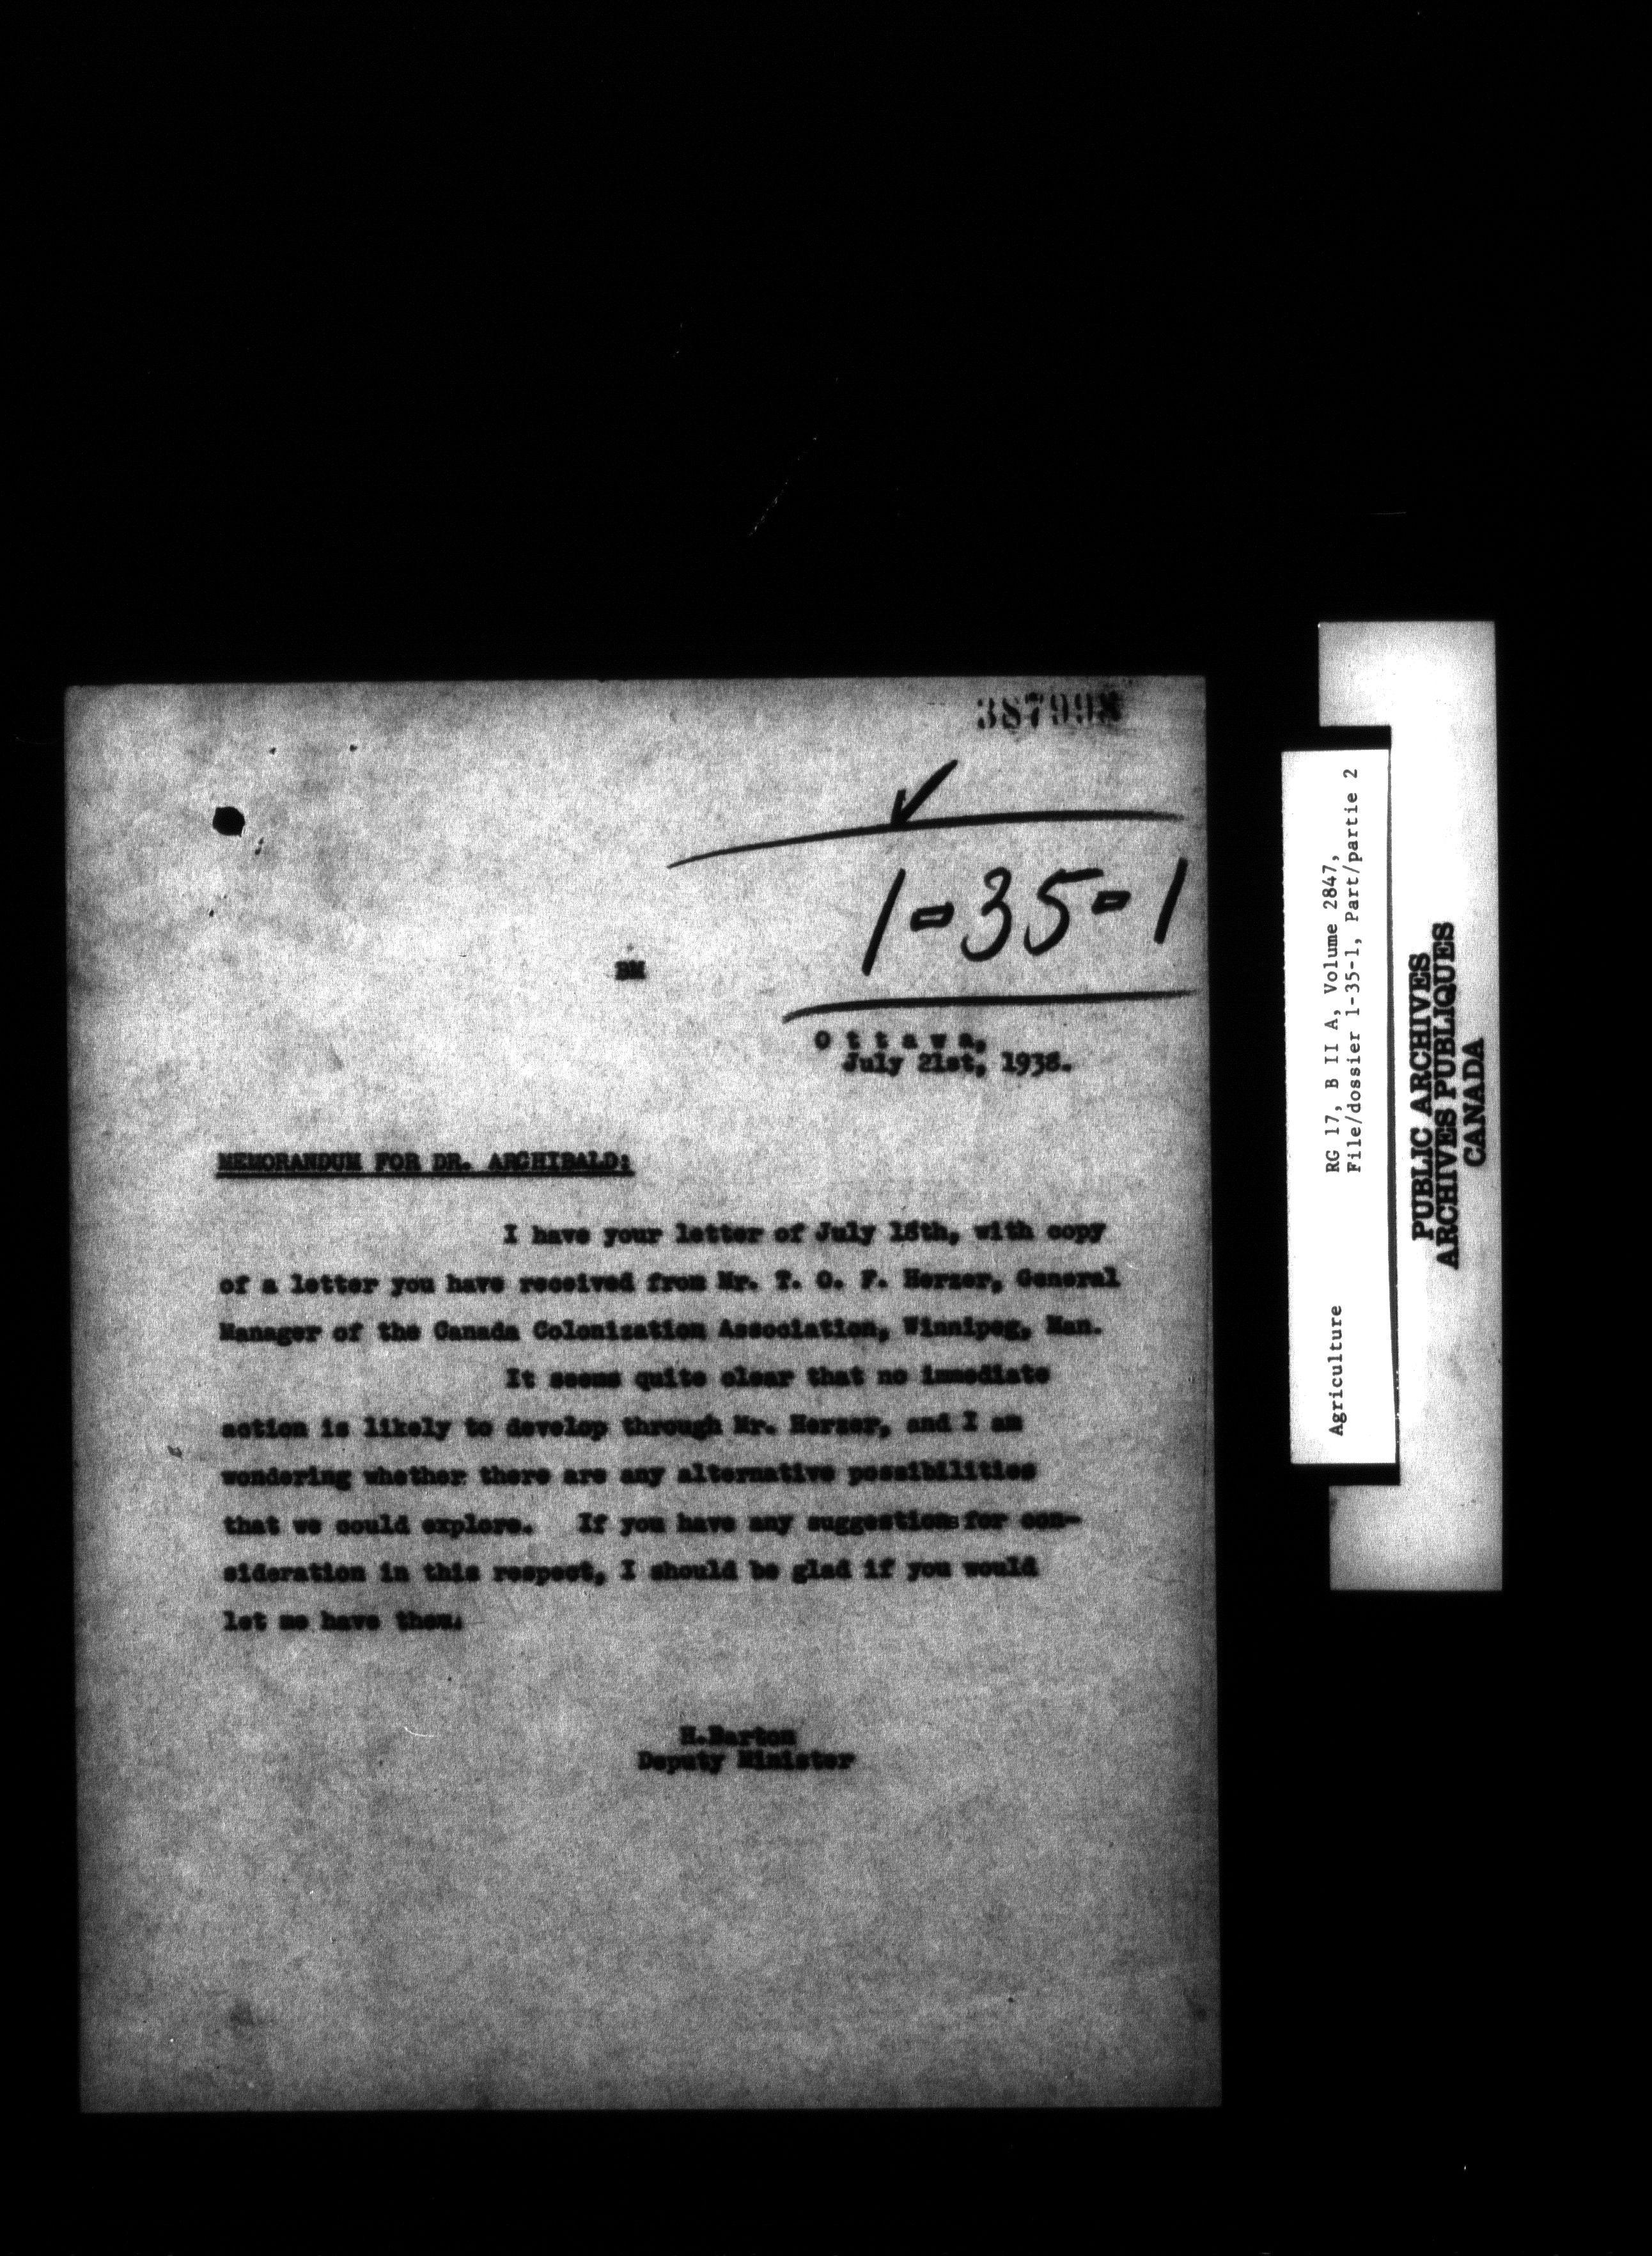 387998
1-35-1
BM
Ottawa,
July 21st, 1938.
MEMORANDUM FOR DR. ARCHIBALD:
I have your letter of July 18th, with copy
of a letter you have received from Mr. T. O. F. Herzer, General
Manager of the Canada Colonization Association, Winnipeg, Man.
It seems quite clear that no immediate
action is likely to develop through Mr. Herzer, and I am
wondering whether there are any alternative possibilities
that we could explore. If you have any suggestions for con-
sideration in this respect, I should be glad if you would
let me have them.
H.Barton
Deputy Minister
Agriculture RG 17, B II A, Volume 2847,
File/dossier 1-35-1, Part/partie 2
PUBLIC ARCHIVES
ARCHIVES PUBLIQUES
CANADA